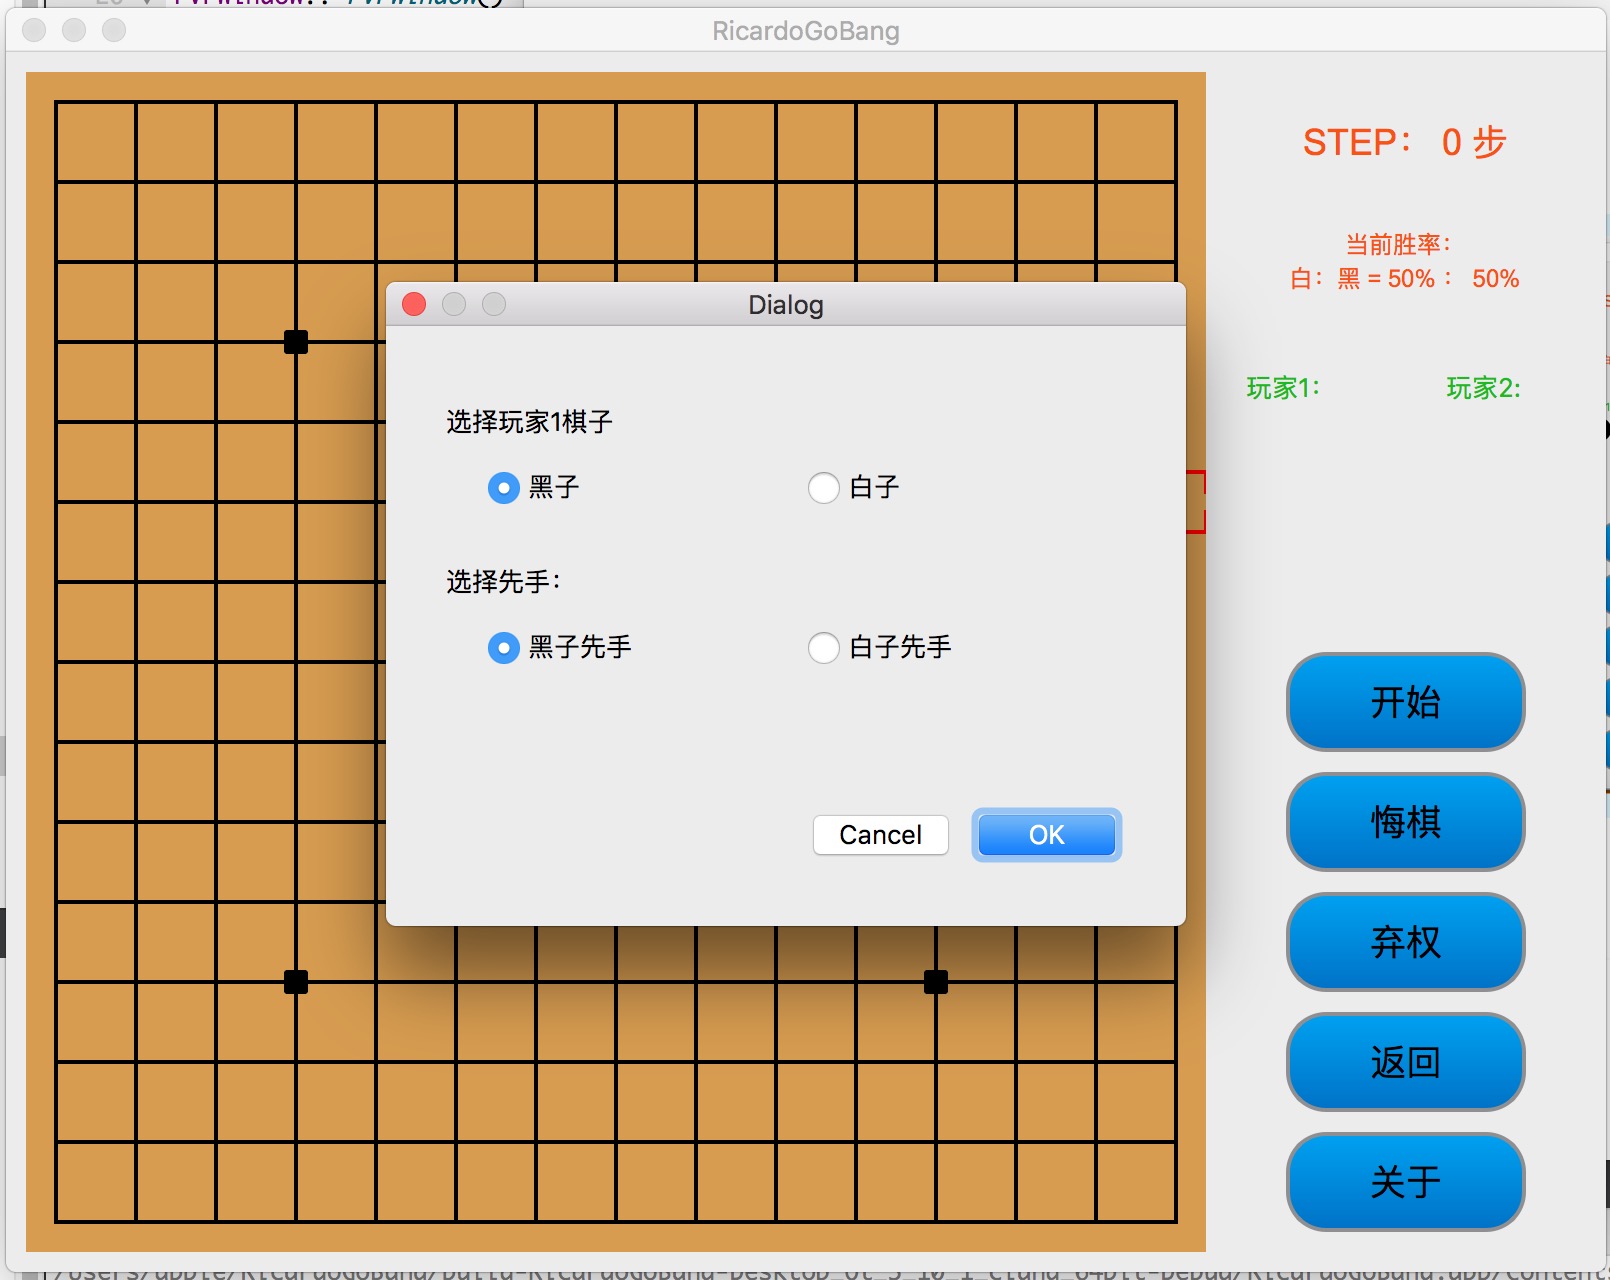 RicardoGoBang
STEP： 0 步
当前胜率：
白：黑 = 50% ： 50%
玩家1:
玩家2:
Dialog
选择玩家1棋子
黑子
白子
选择先手：
黑子先手
白子先手
Cancel
OK
开始
悔棋
弃权
返回
关于